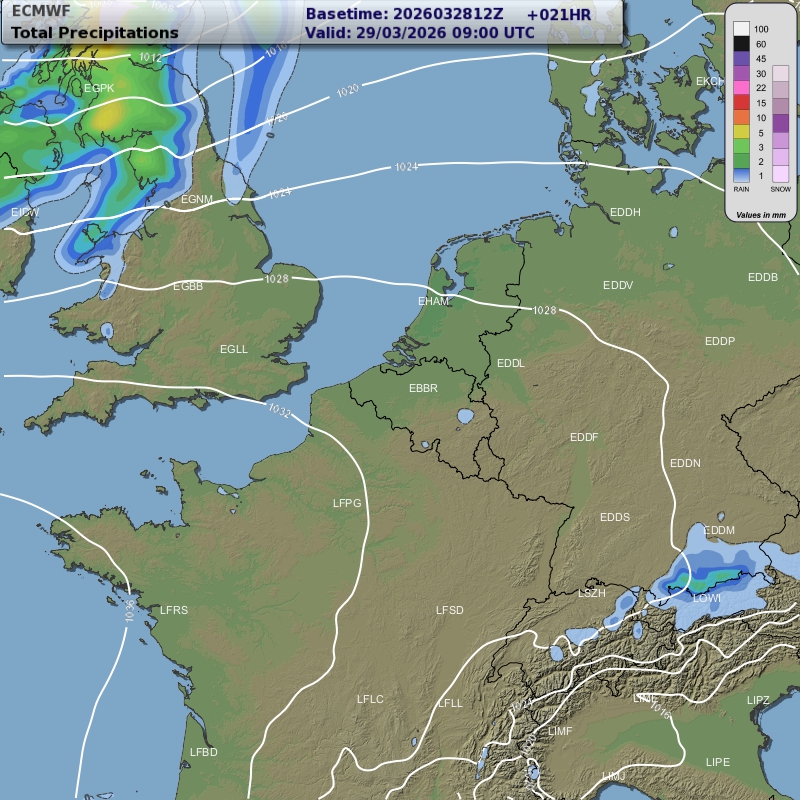 ECMWF
Basetime: 2026032812Z +021HR
Total Precipitations
Valid: 29/03/2026 09:00 UTC
1012
1016
EGPK
1020
1020
EKCH
100
60
45
30
22
15
10
5
3
2
1
RAIN
SNOW
Values in mm
1024
1024
EGNM
EIDW
EDDH
1028
EGBB
EDDV
EDDB
EHAM
1028
EGLL
EDDP
EDDL
EBBR
1032
EDDF
EDDN
LFPG
EDDS
EDDM
LSZH
LOWI
1036
LFRS
LFSD
LFLC
LFLL
LIPZ
1016
LIMF
LFBD
LIPE
LIMJ